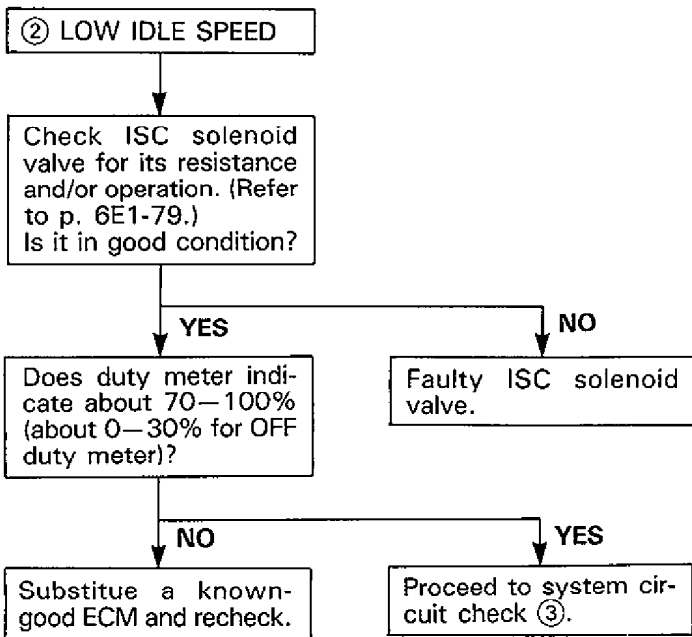 ② LOW IDLE SPEED
Check ISC solenoid
valve for its resistance
and/or operation. (Refer
to p. 6E1-79.)
Is it in good condition?
YES
NO
Does duty meter indi-
cate about 70—100%
(about 0—30% for OFF
duty meter)?
Faulty ISC solenoid
valve.
NO
YES
Substitue a known-
good ECM and recheck.
Proceed to system cir-
cuit check ③.